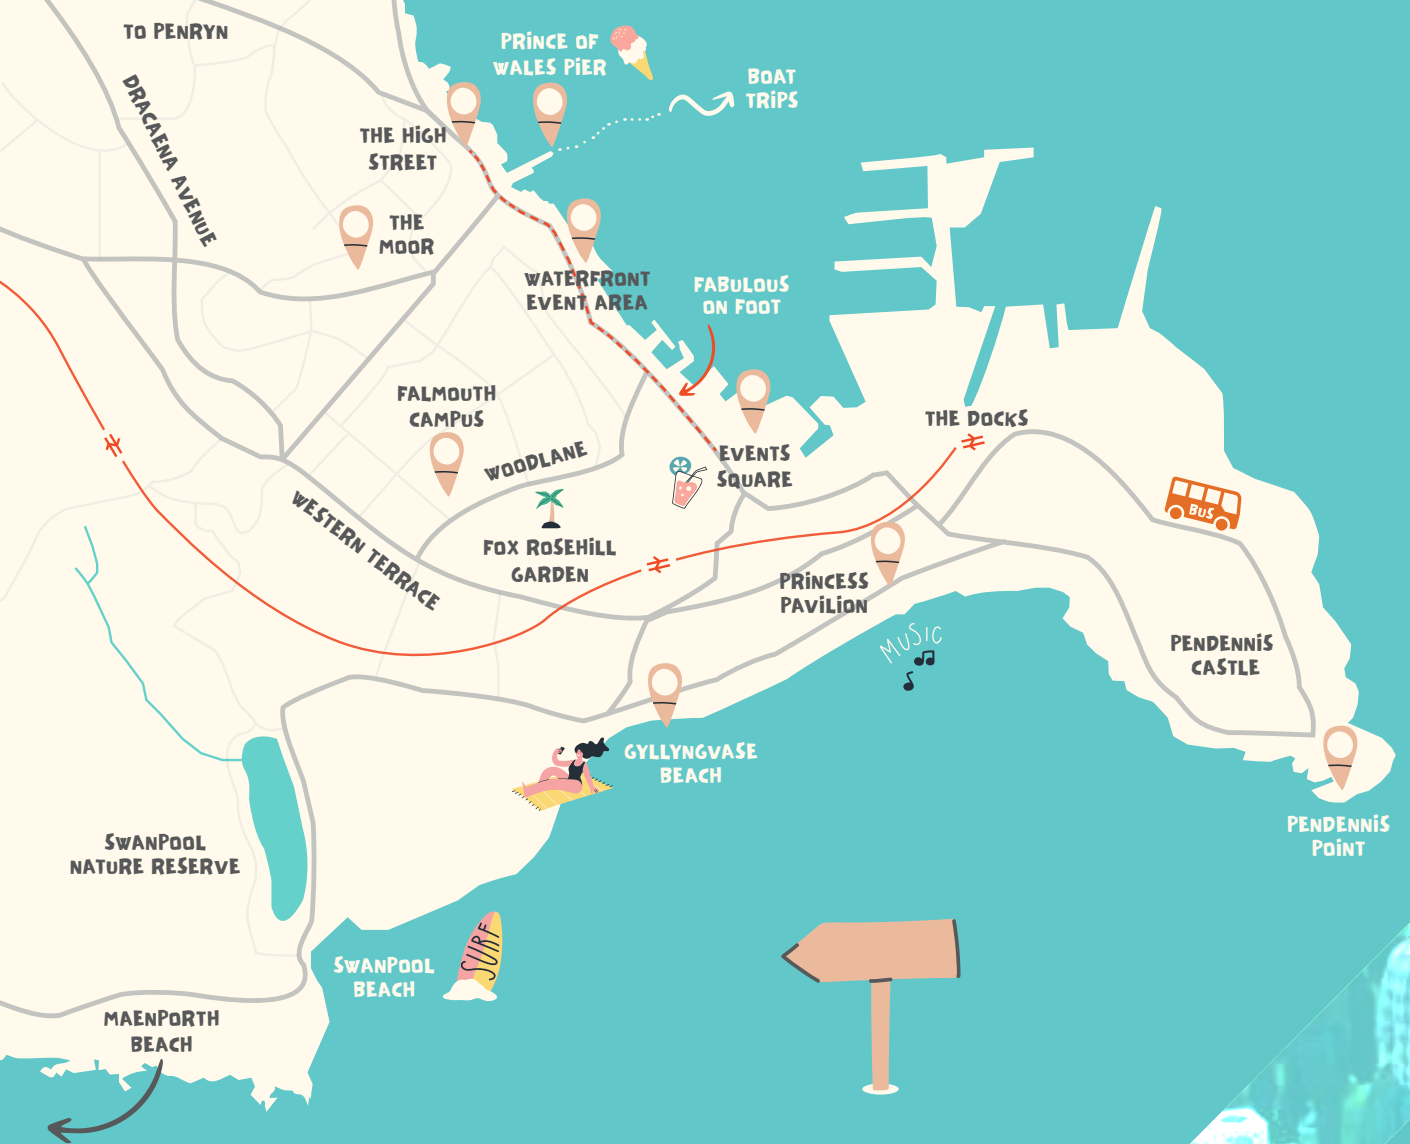 TO PENRYN
DRACAENA AVENUE
PRINCE OF
WALES PIER
BOAT
TRIPS
THE HIGH
STREET
THE
MOOR
WATERFRONT
EVENT AREA
FABULOUS
ON FOOT
FALMOUTH
CAMPUS
WOODLANE
EVENTS
SQUARE
THE DOCKS
BUS
WESTERN TERRACE
FOX ROSEHILL
GARDEN
PRINCESS
PAVILION
MUSIC
PENDENNIS
CASTLE
GYLLYNGVASE
BEACH
PENDENNIS
POINT
SWANPOOL
NATURE RESERVE
SURF
SWANPOOL
BEACH
MAENPORTH
BEACH